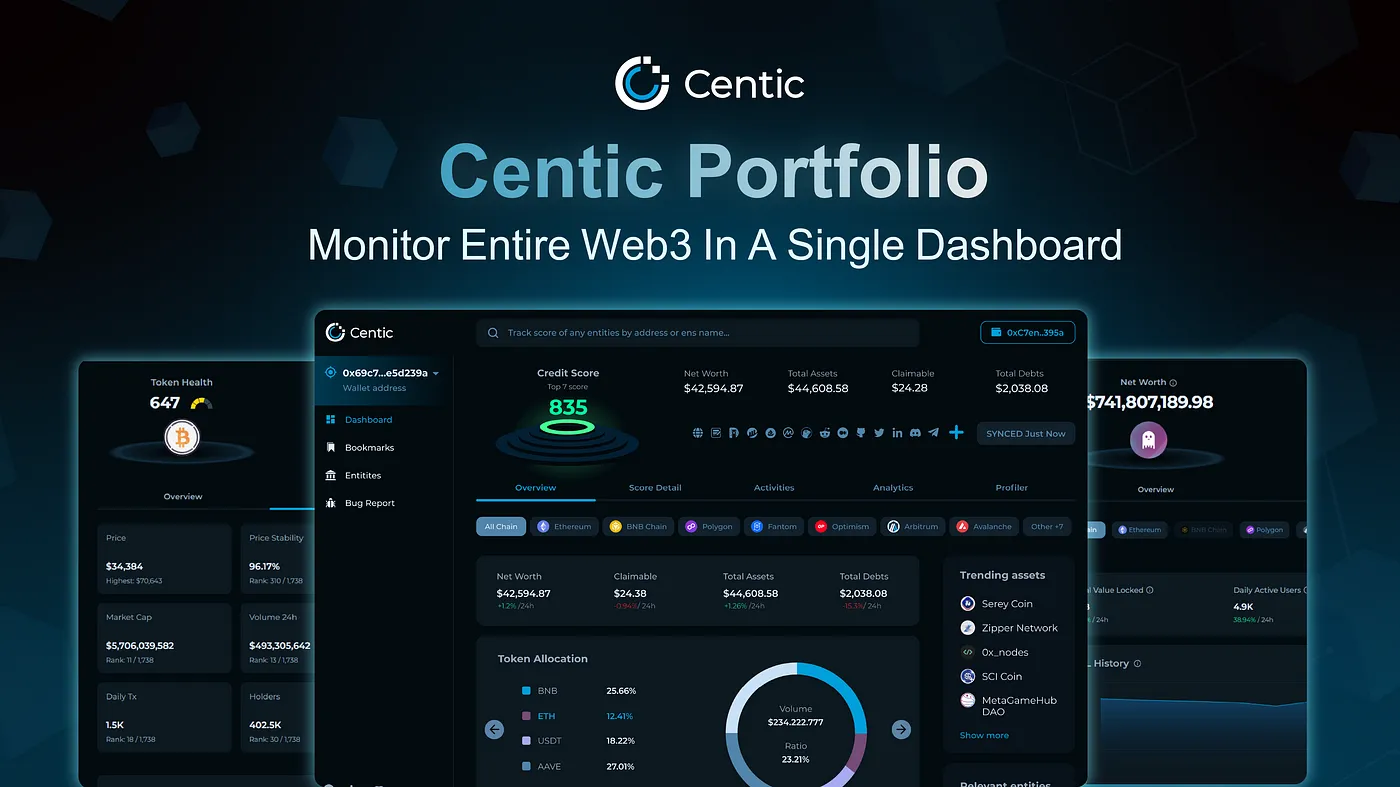 Centic
Centic Portfolio
Monitor Entire Web3 In A Single Dashboard
Token Health
647
Overview
Price
$34,384
Highest: $70,643
Price Stability
96.17%
Rank: 310 / 1,738
Market Cap
$5,706,039,582
Rank: 11 / 1,738
Volume 24h
$493,305,642
Rank: 13 / 1,738
Daily Tx
1.5K
Rank: 18 / 1,738
Holders
402.5K
Rank: 30 / 1,738
Centic
Track score of any entities by address or ens name...
0xC7en..395a
0x69c7...e5d239a
Wallet address
Dashboard
Bookmarks
Entitites
Bug Report
Credit Score
Top 7 score
835
Net Worth
$42,594.87
Total Assets
$44,608.58
Claimable
$24.28
Total Debts
$2,038.08
SYNCED Just Now
Overview
Score Detail
Activities
Analytics
Profiler
All Chain
Ethereum
BNB Chain
Polygon
Fantom
Optimism
Arbitrum
Avalanche
Other +7
Net Worth
$42,594.87
+1.2% /24h
Claimable
$24.38
-0.94%/ 24h
Total Assets
$44,608.58
+1.26% /24h
Total Debts
$2,038.08
-15.3%/ 24h
Token Allocation
BNB 25.66%
ETH 12.41%
USDT 18.22%
AAVE 27.01%
Volume
$234.222.777
Ratio
23.21%
Trending assets
Serey Coin
Zipper Network
0x_nodes
SCI Coin
MetaGameHub
DAO
Show more
Relevant entities
Net Worth
$741,807,189.98
Overview
Ethereum
BNB Chain
Polygon
Value Locked
/ 24h
Daily Active Users
4.9K
38.94% / 24h
History